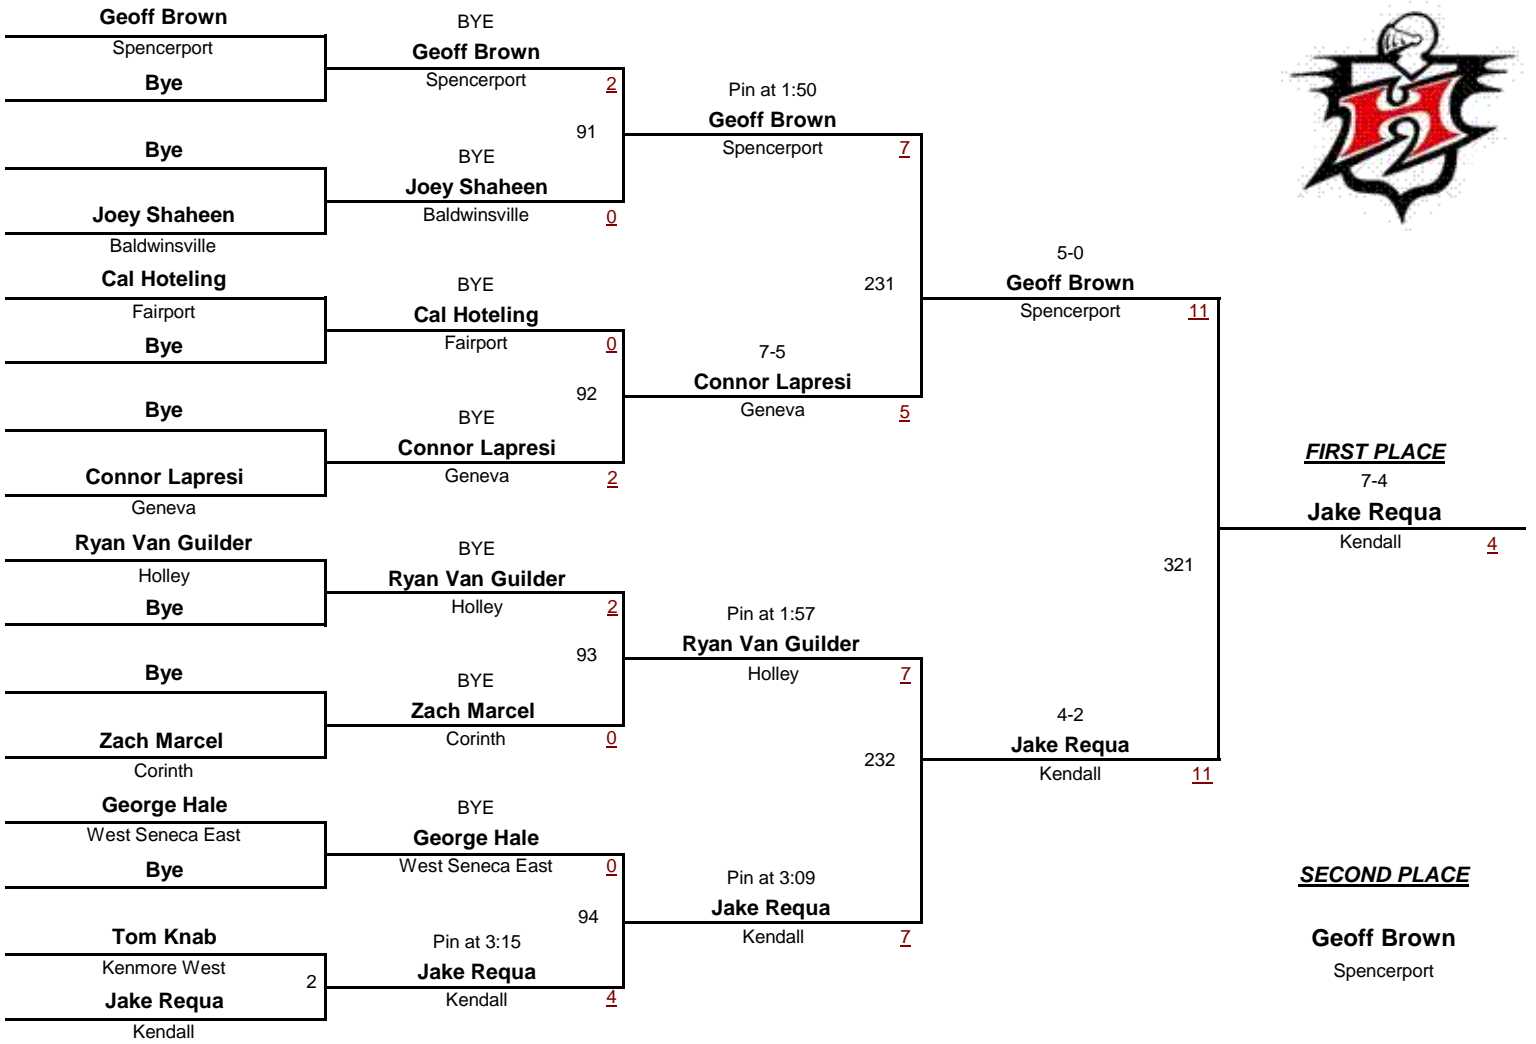 Geoff Brown
Spencerport
Bye
Bye
Joey Shaheen
Baldwinsville
Cal Hoteling
Fairport
Bye
Bye
Connor Lapresi
Geneva
Ryan Van Guilder
Holley
Bye
Bye
Zach Marcel
Corinth
George Hale
West Seneca East
Bye
Tom Knab
Kenmore West
2
Jake Requa
Kendall
BYE
Geoff Brown
Spencerport 2
91
BYE
Joey Shaheen
Baldwinsville 0
BYE
Cal Hoteling
Fairport 0
92
BYE
Connor Lapresi
Geneva 2
BYE
Ryan Van Guilder
Holley 2
93
BYE
Zach Marcel
Corinth 0
BYE
George Hale
West Seneca East 0
94
Pin at 3:15
Jake Requa
Kendall 4
Pin at 1:50
Geoff Brown
Spencerport 7
231
7-5
Connor Lapresi
Geneva 5
Pin at 1:57
Ryan Van Guilder
Holley 7
232
Pin at 3:09
Jake Requa
Kendall 7
5-0
Geoff Brown
Spencerport 11
321
4-2
Jake Requa
Kendall 11
H
FIRST PLACE
7-4
Jake Requa
Kendall 4
SECOND PLACE
Geoff Brown
Spencerport